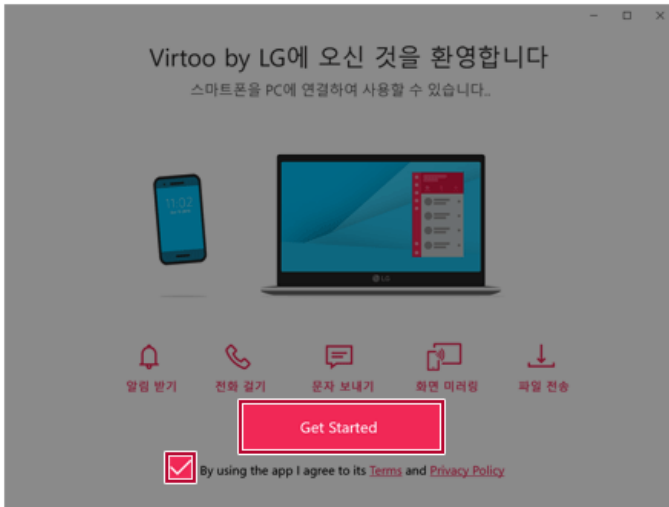 Virtoo by LG에 오신 것을 환영합니다
스마트폰을 PC에 연결하여 사용할 수 있습니다..
11:02
LG
알림 받기 전화 걸기 문자 보내기 화면 미러링 파일 전송
Get Started
By using the app I agree to its Terms and Privacy Policy